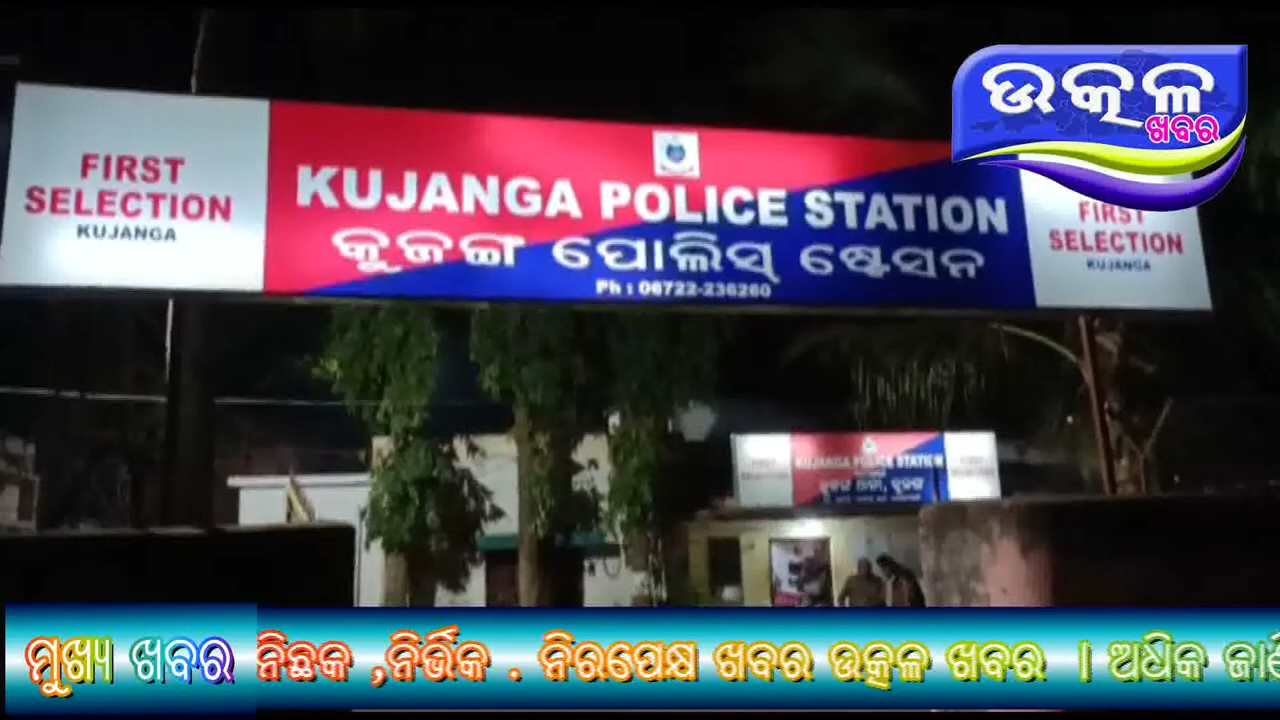 ଉତ୍କଳ
ଖବର
FIRST
SELECTION
KUJANGA
KUJANGA POLICE STATION
କୁଜଙ୍ଗ ପୋଲିସ୍ ଷ୍ଟେସନ
Ph : 06722-236260
FIRST
SELECTION
KUJANGA
KUJANGA POLICE STATION
ମୁଖ୍ୟ ଖବର ନିଛକ ,ନିର୍ଭିକ . ନିରପେକ୍ଷ ଖବର ଉତ୍କଳ ଖବର । ଅଧିକ